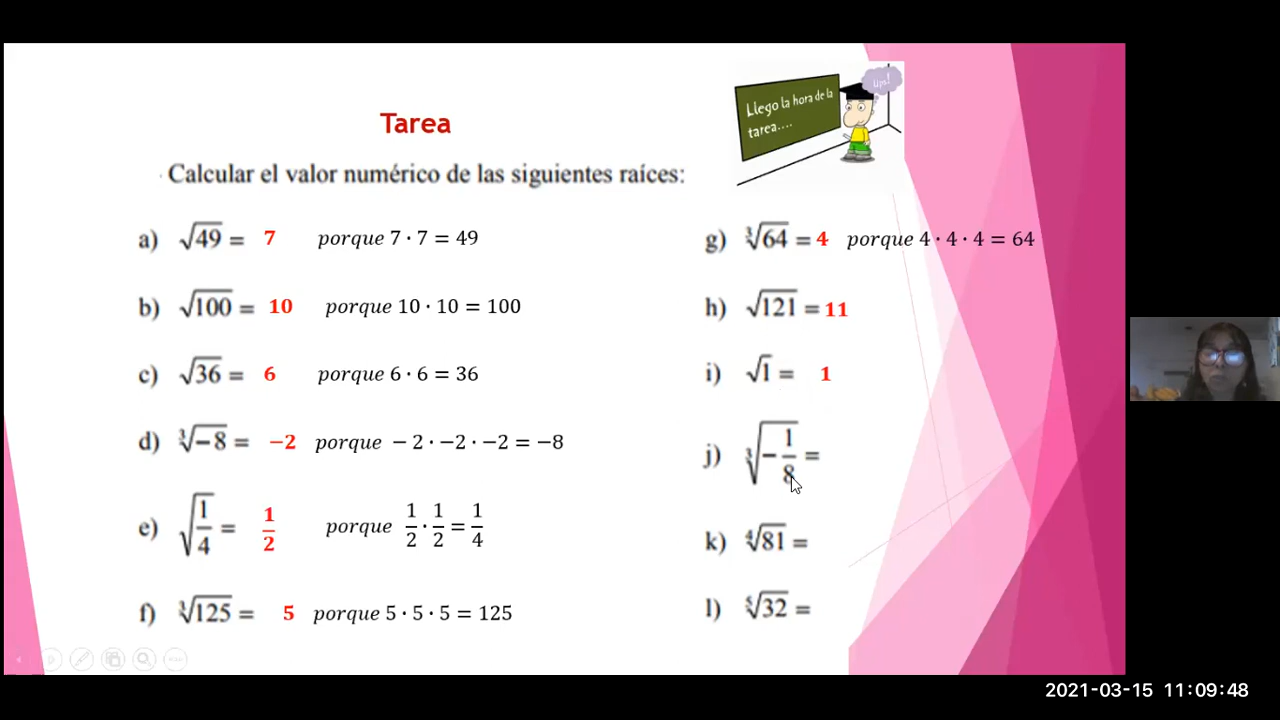 Llego la hora de la
tarea....
Ups!
Tarea
Calcular el valor numérico de las siguientes raíces:
a) √49 = 7 porque 7 · 7 = 49
b) √100 = 10 porque 10 · 10 = 100
c) √36 = 6 porque 6 · 6 = 36
d) ∛-8 = −2 porque − 2 · −2 · −2 = −8
e) √1/4 = 1/2 porque 1/2 · 1/2 = 1/4
f) ∛125 = 5 porque 5 · 5 · 5 = 125
g) ∛64 = 4 porque 4 · 4 · 4 = 64
h) √121 = 11
i) √1 = 1
j) ∛-1/8 =
k) ∜81 =
l) ⁵√32 =
2021-03-15 11:09:48